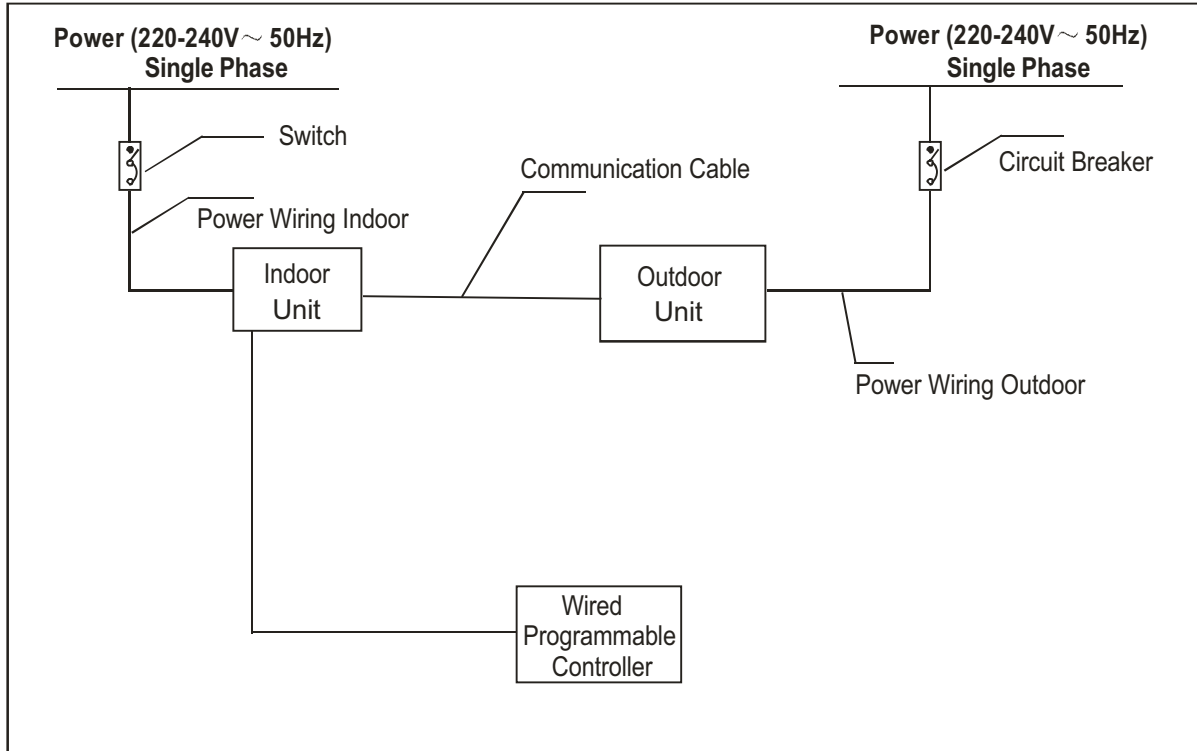 Power (220-240V～ 50Hz)
Single Phase
Power (220-240V～ 50Hz)
Single Phase
Switch
Communication Cable
Circuit Breaker
Power Wiring Indoor
Indoor
Unit
Outdoor
Unit
Power Wiring Outdoor
Wired
Programmable
Controller